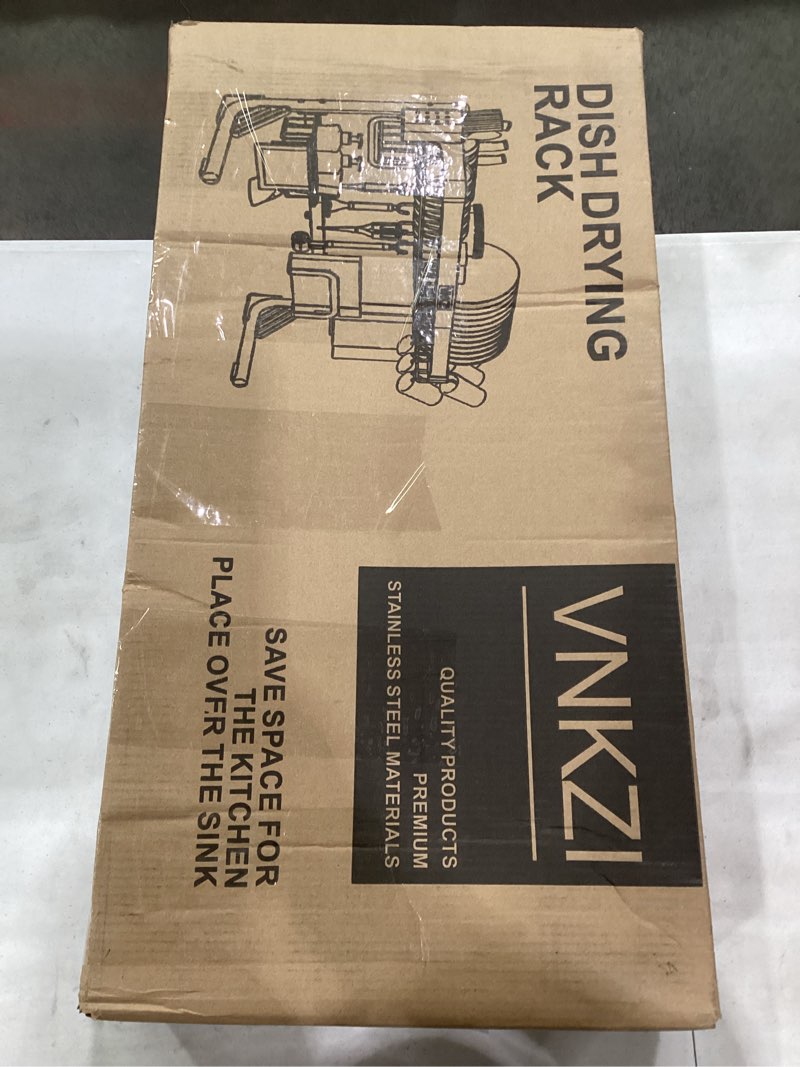 DISH DRYING
RACK
VNKZI
QUALITY PRODUCTS
PREMIUM
STAINLESS STEEL MATERIALS
SAVE SPACE FOR
THE KITCHEN
PLACE OVER THE SINK